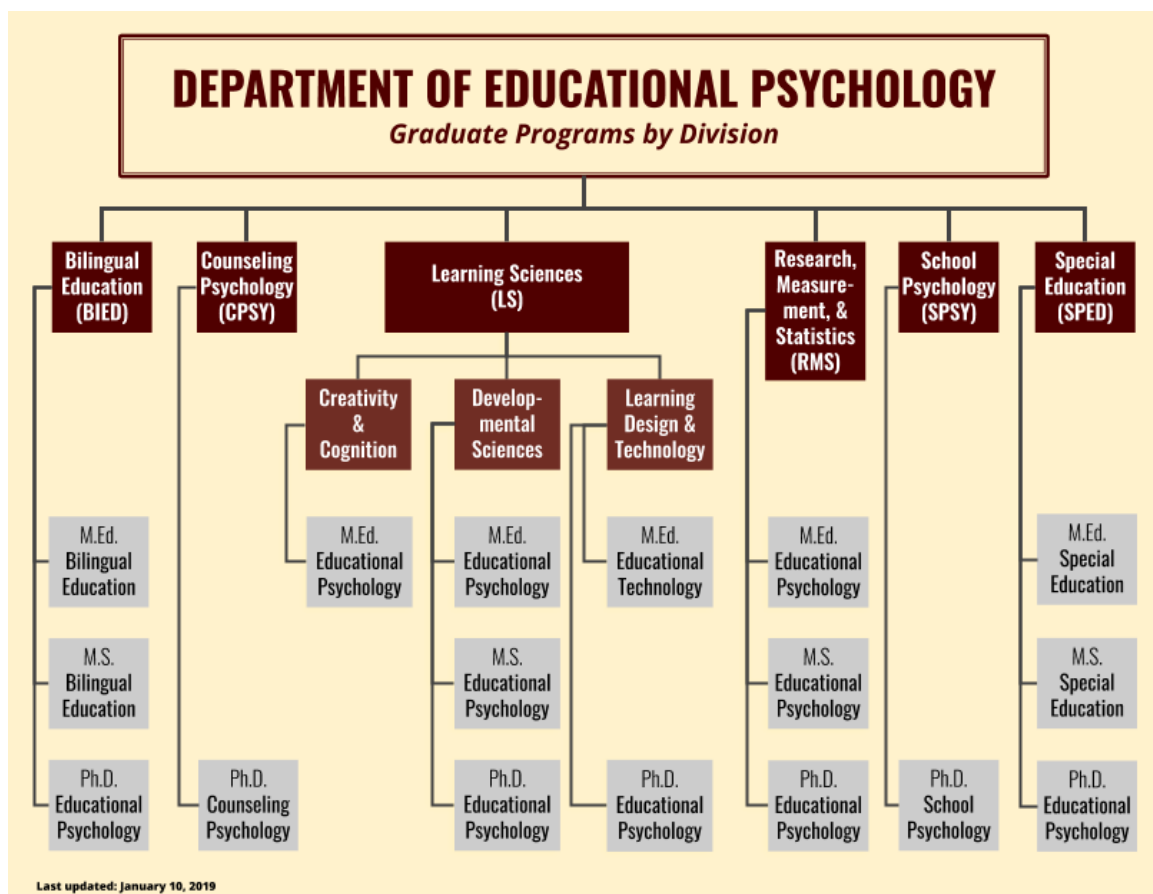 DEPARTMENT OF EDUCATIONAL PSYCHOLOGY
Graduate Programs by Division
Bilingual
Education
(BIED)
Counseling
Psychology
(CPSY)
Learning Sciences
(LS)
Research,
Measure-
ment, &
Statistics
(RMS)
School
Psychology
(SPSY)
Special
Education
(SPED)
Creativity
&
Cognition
Develop-
mental
Sciences
Learning
Design &
Technology
M.Ed.
Bilingual
Education
M.Ed.
Educational
Psychology
M.Ed.
Educational
Psychology
M.Ed.
Educational
Technology
M.Ed.
Educational
Psychology
M.Ed.
Special
Education
M.S.
Bilingual
Education
M.S.
Educational
Psychology
M.S.
Educational
Psychology
M.S.
Special
Education
Ph.D.
Educational
Psychology
Ph.D.
Counseling
Psychology
Ph.D.
Educational
Psychology
Ph.D.
Educational
Psychology
Ph.D.
Educational
Psychology
Ph.D.
School
Psychology
Ph.D.
Educational
Psychology
Last updated: January 10, 2019